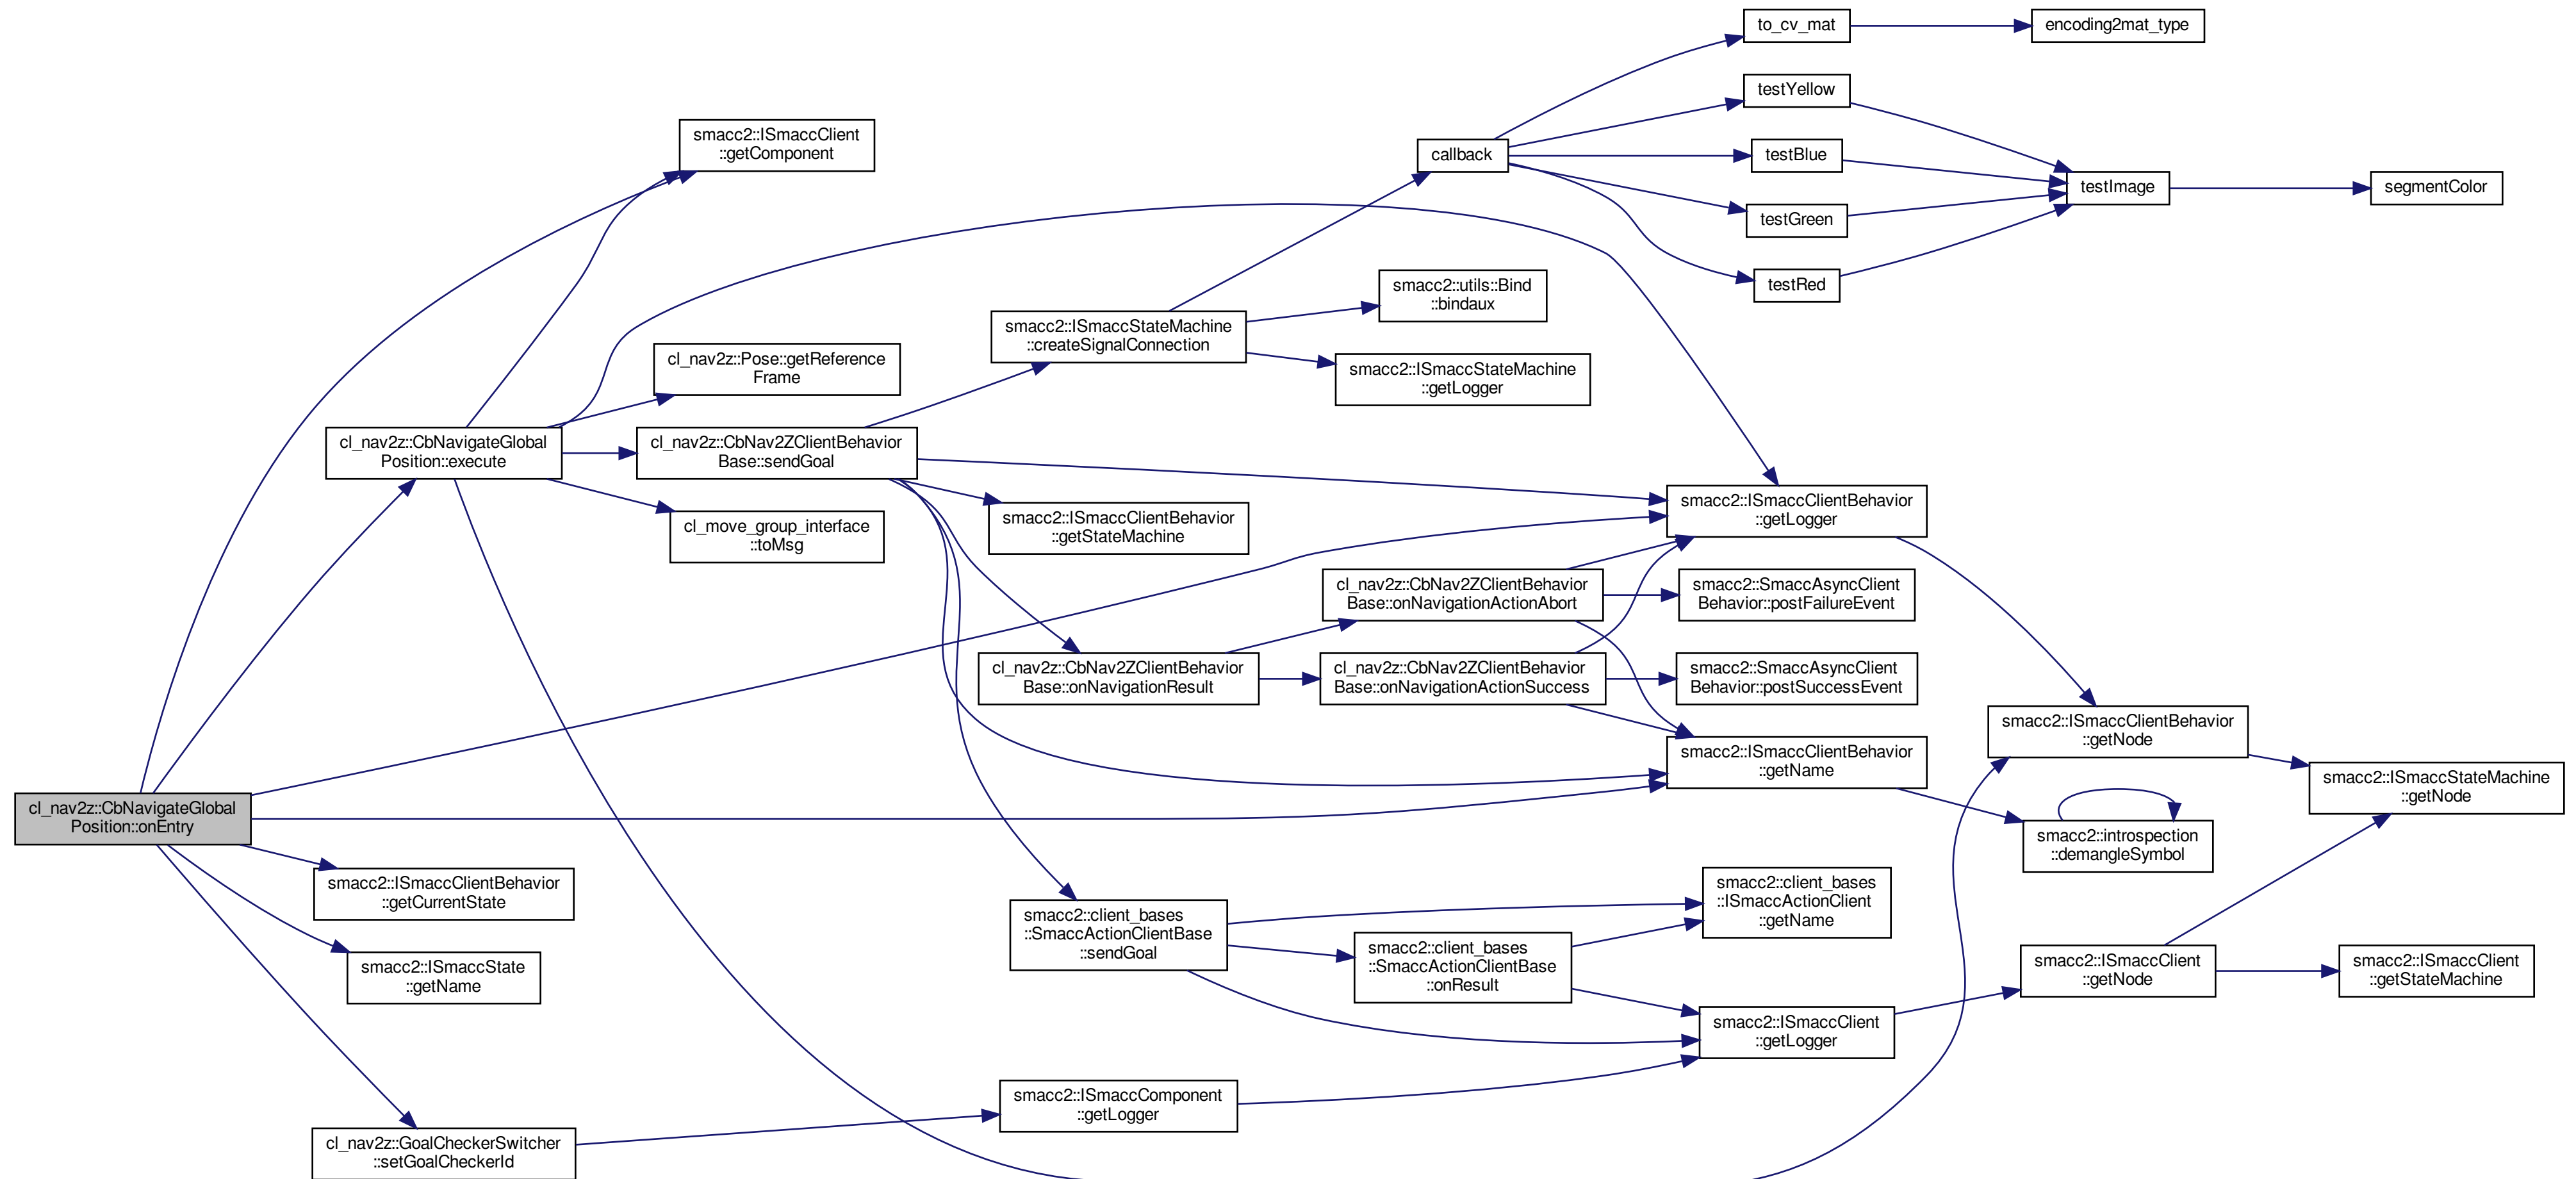 to_cv_mat
encoding2mat_type
testYellow
smacc2::ISmaccClient
::getComponent
callback
testBlue
testImage
segmentColor
testGreen
testRed
smacc2::utils::Bind
::bindaux
smacc2::ISmaccStateMachine
::createSignalConnection
cl_nav2z::Pose::getReference
Frame
smacc2::ISmaccStateMachine
::getLogger
cl_nav2z::CbNavigateGlobal
Position::execute
cl_nav2z::CbNav2ZClientBehavior
Base::sendGoal
smacc2::ISmaccClientBehavior
::getLogger
cl_move_group_interface
::toMsg
smacc2::ISmaccClientBehavior
::getStateMachine
cl_nav2z::CbNav2ZClientBehavior
Base::onNavigationActionAbort
smacc2::SmaccAsyncClient
Behavior::postFailureEvent
cl_nav2z::CbNav2ZClientBehavior
Base::onNavigationResult
cl_nav2z::CbNav2ZClientBehavior
Base::onNavigationActionSuccess
smacc2::SmaccAsyncClient
Behavior::postSuccessEvent
smacc2::ISmaccClientBehavior
::getNode
smacc2::ISmaccClientBehavior
::getName
smacc2::ISmaccStateMachine
::getNode
cl_nav2z::CbNavigateGlobal
Position::onEntry
smacc2::introspection
::demangleSymbol
smacc2::ISmaccClientBehavior
::getCurrentState
smacc2::client_bases
::ISmaccActionClient
::getName
smacc2::client_bases
::SmaccActionClientBase
::sendGoal
smacc2::client_bases
::SmaccActionClientBase
::onResult
smacc2::ISmaccState
::getName
smacc2::ISmaccClient
::getNode
smacc2::ISmaccClient
::getStateMachine
smacc2::ISmaccClient
::getLogger
smacc2::ISmaccComponent
::getLogger
cl_nav2z::GoalCheckerSwitcher
::setGoalCheckerId